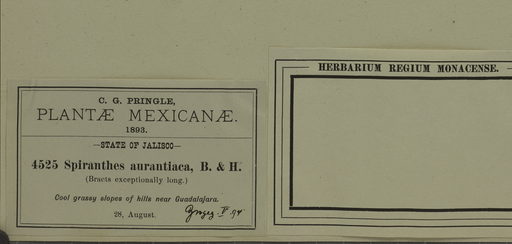 C. G. PRINGLE,
PLANTÆ MEXICANÆ.
1893.
—STATE OF JALISCO—
4525 Spiranthes aurantiaca, B. & H.
(Bracts exceptionally long.)
Cool grassy slopes of hills near Guadalajara.
28, August.
HERBARIUM REGIUM MONACENSE.